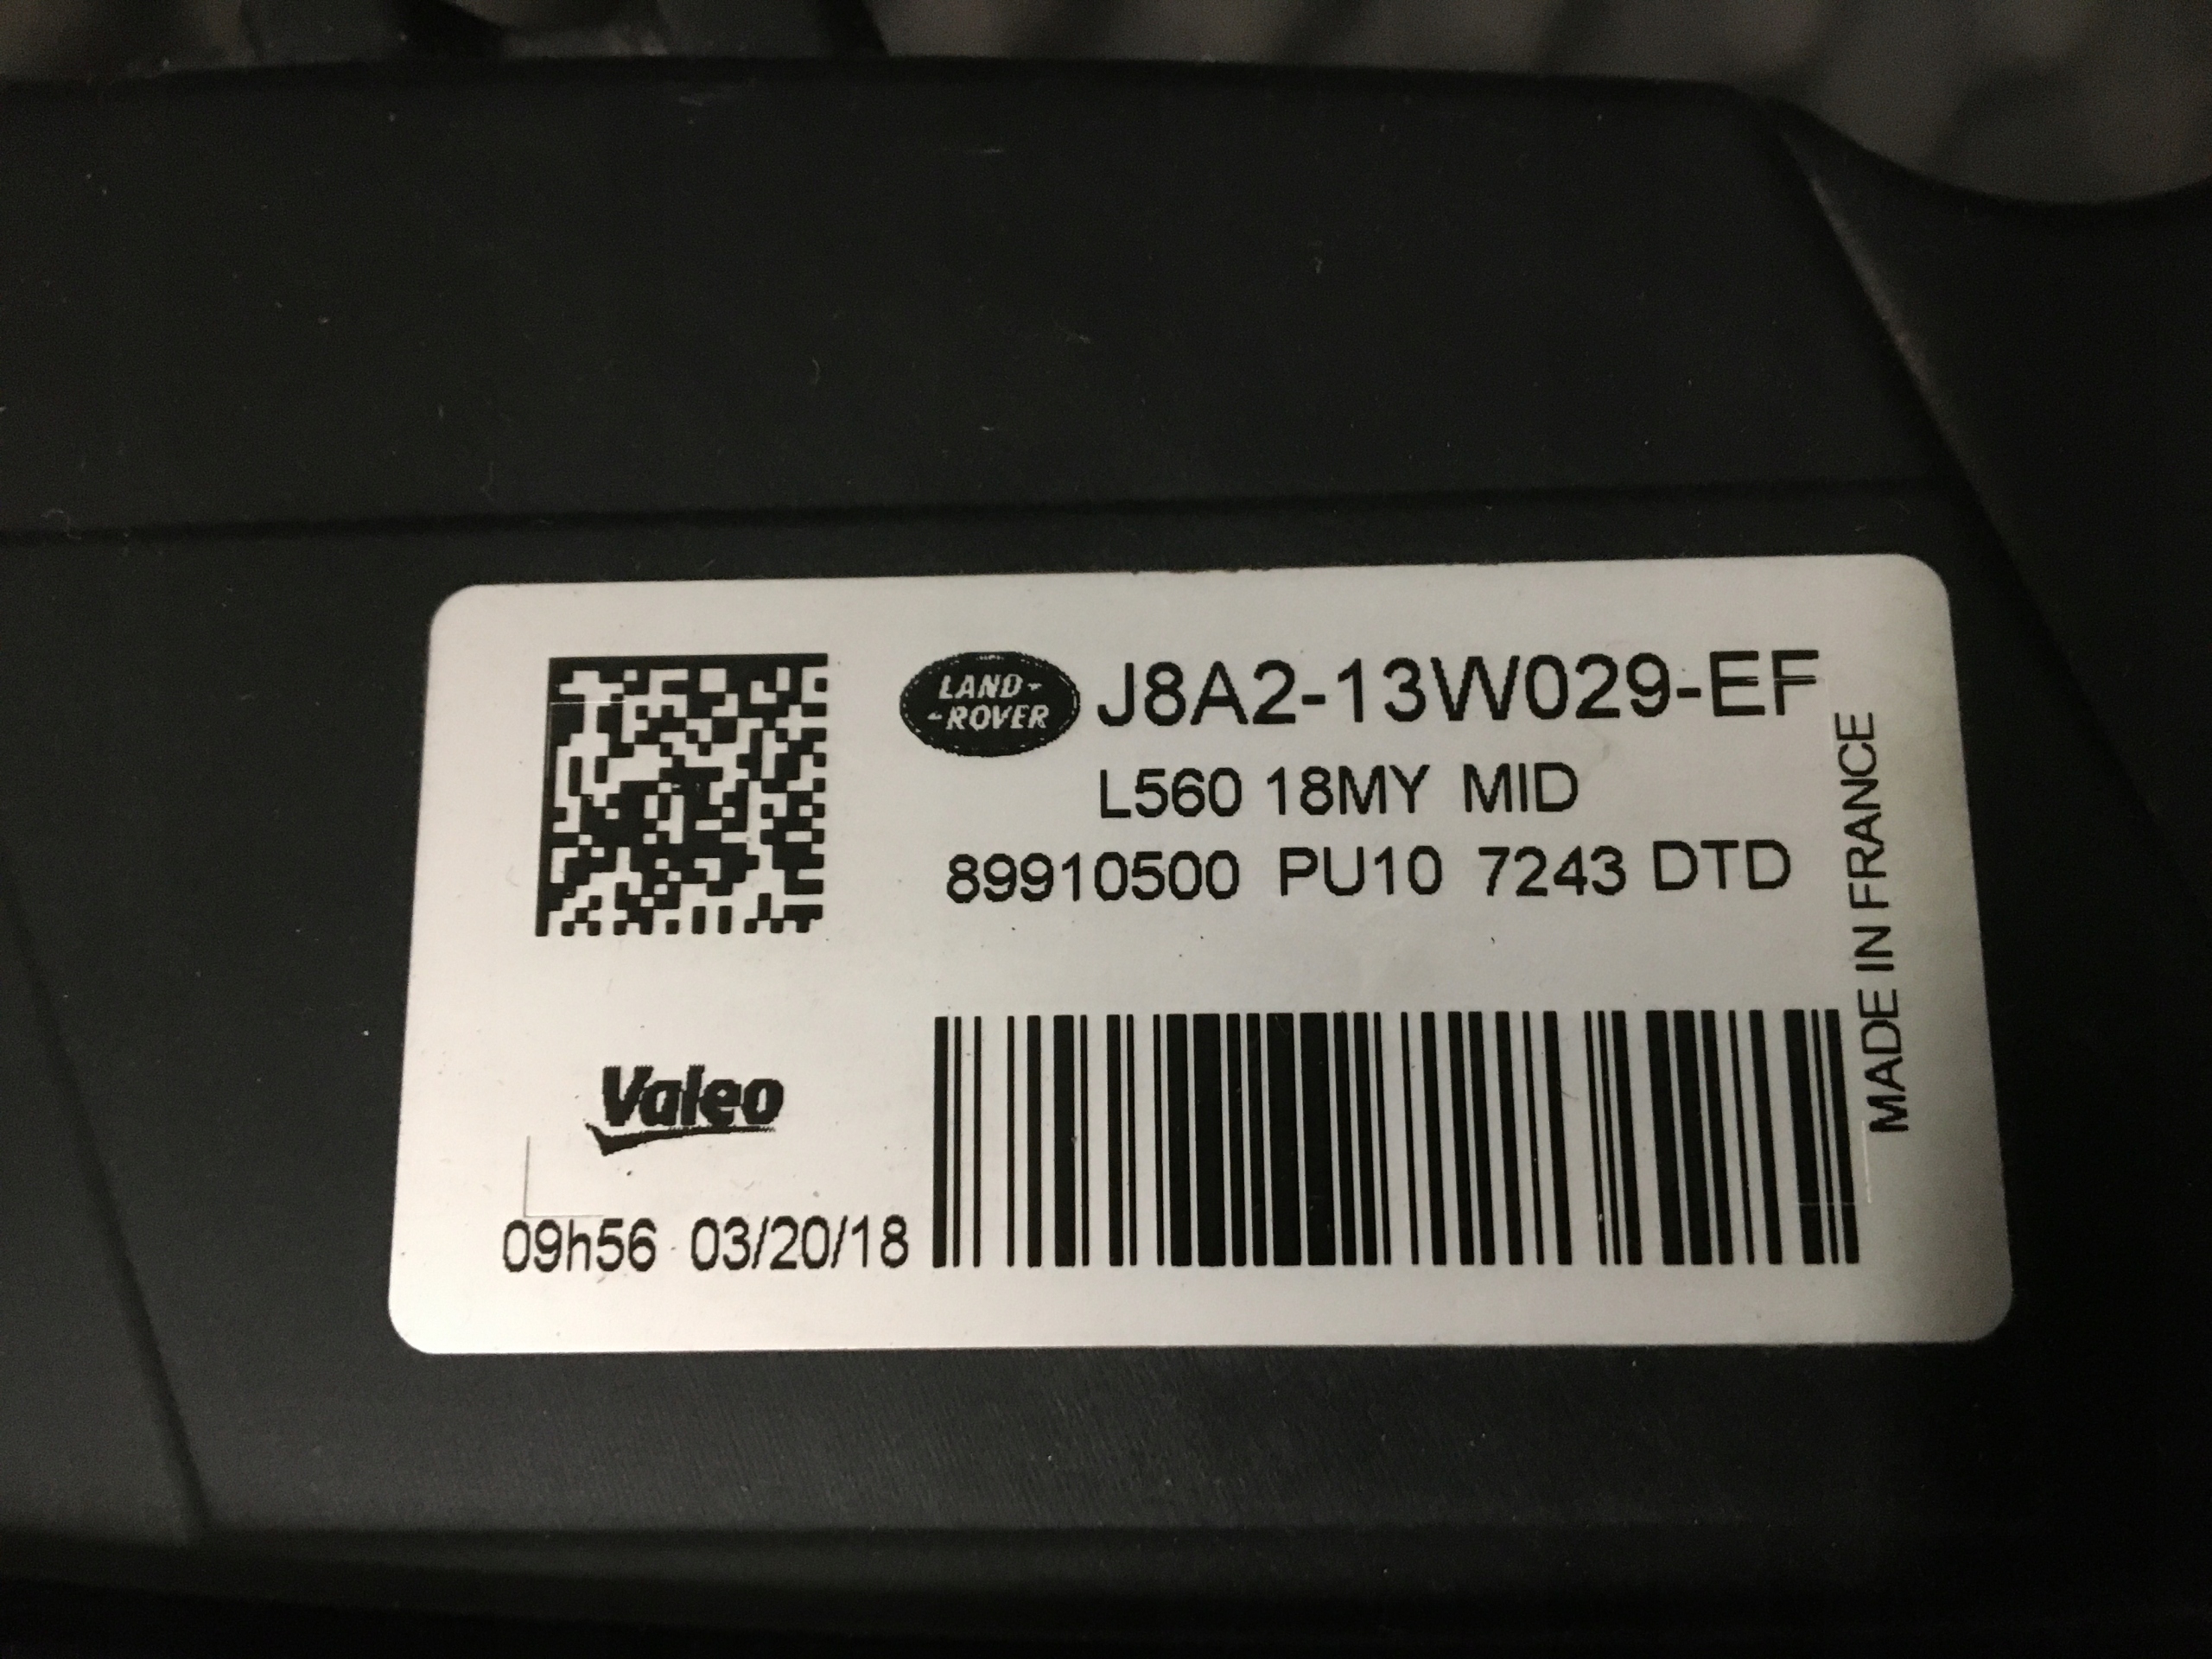 LAND-
-ROVER
J8A2-13W029-EF
L560 18MY MID
89910500 PU10 7243 DTD
MADE IN FRANCE
Valeo
09h56 03/20/18